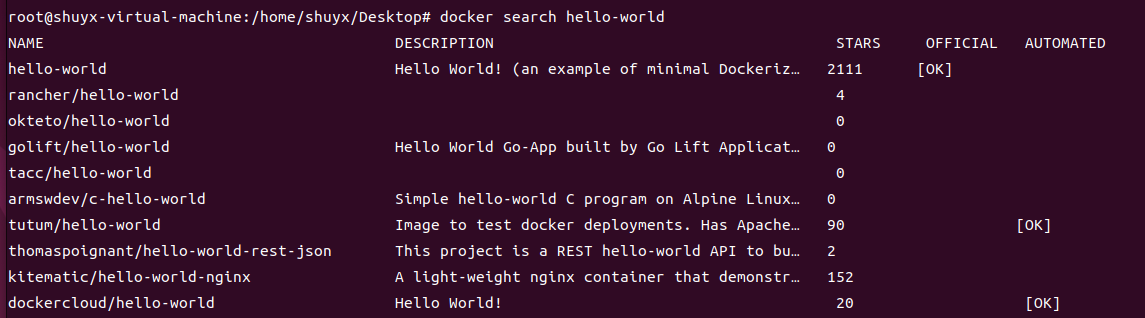 root@shuyx-virtual-machine:/home/shuyx/Desktop# docker search hello-world
NAME DESCRIPTION STARS OFFICIAL AUTOMATED
hello-world Hello World! (an example of minimal Dockeriz… 2111 [OK]
rancher/hello-world 4
okteto/hello-world 0
golift/hello-world Hello World Go-App built by Go Lift Applicat… 0
tacc/hello-world 0
armswdev/c-hello-world Simple hello-world C program on Alpine Linux… 0
tutum/hello-world Image to test docker deployments. Has Apache… 90 [OK]
thomaspoignant/hello-world-rest-json This project is a REST hello-world API to bu… 2
kitematic/hello-world-nginx A light-weight nginx container that demonstr… 152
dockercloud/hello-world Hello World! 20 [OK]